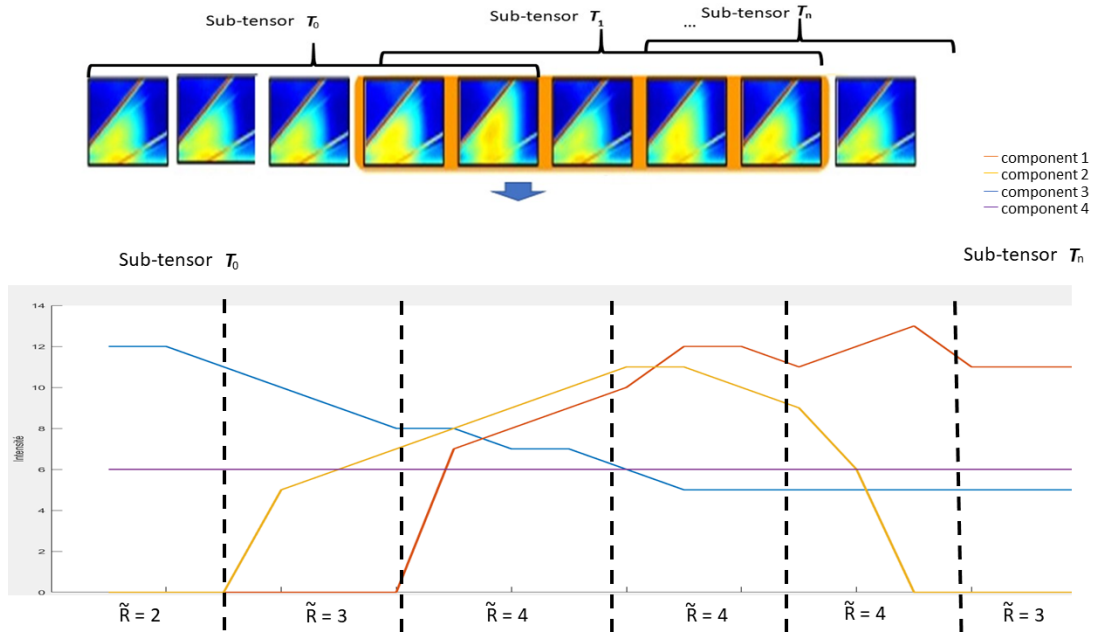 Sub-tensor T₀
Sub-tensor T₁
... Sub-tensor Tₙ
component 1
component 2
component 3
component 4
Sub-tensor T₀
Sub-tensor Tₙ
14
12
10
8
6
4
2
0
Intensité
R̃ = 2
R̃ = 3
R̃ = 4
R̃ = 4
R̃ = 4
R̃ = 3